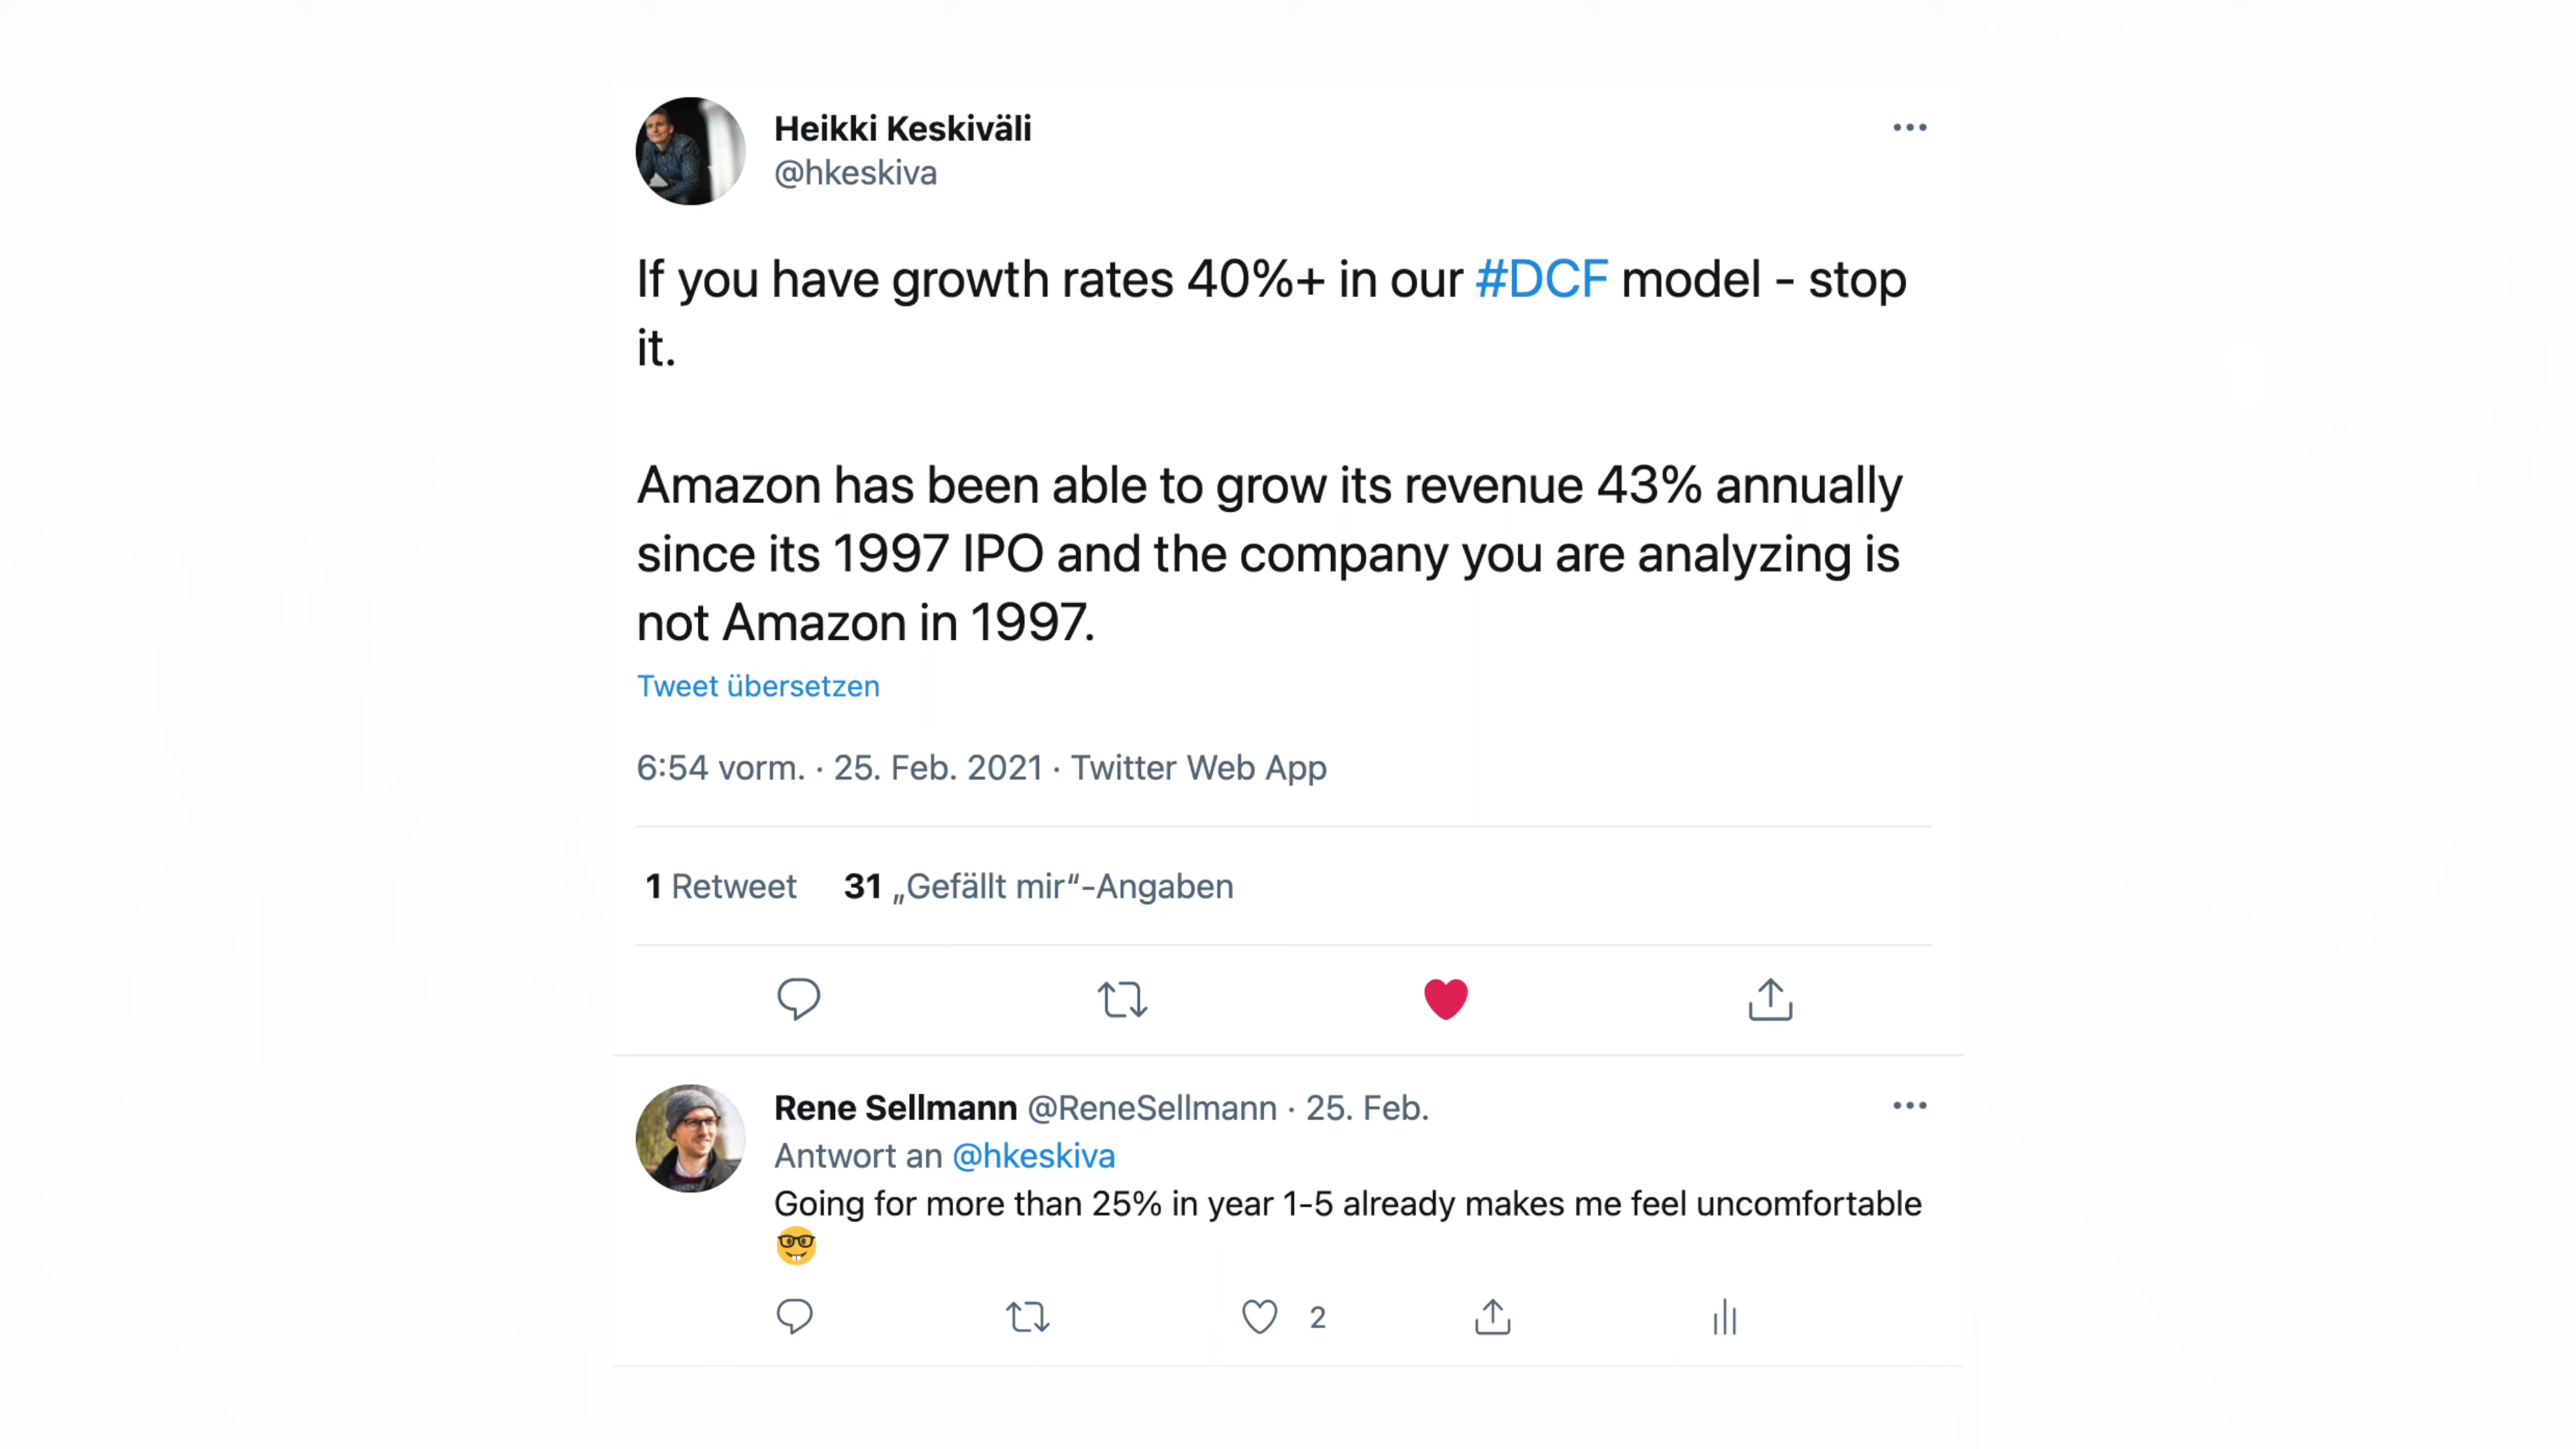 Heikki Keskiväli
@hkeskiva
If you have growth rates 40%+ in our #DCF model - stop
it.
Amazon has been able to grow its revenue 43% annually
since its 1997 IPO and the company you are analyzing is
not Amazon in 1997.
Tweet übersetzen
6:54 vorm. · 25. Feb. 2021 · Twitter Web App
1 Retweet 31 „Gefällt mir“-Angaben
Rene Sellmann @ReneSellmann · 25. Feb.
Antwort an @hkeskiva
Going for more than 25% in year 1-5 already makes me feel uncomfortable
🤓
2